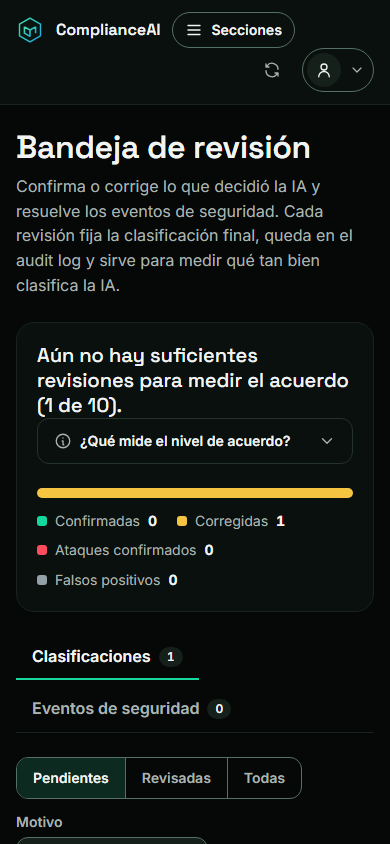 ComplianceAI
Secciones
Bandeja de revisión
Confirma o corrige lo que decidió la IA y
resuelve los eventos de seguridad. Cada
revisión fija la clasificación final, queda en el
audit log y sirve para medir qué tan bien
clasifica la IA.
Aún no hay suficientes
revisiones para medir el acuerdo
(1 de 10).
¿Qué mide el nivel de acuerdo?
Confirmadas 0 Corregidas 1
Ataques confirmados 0
Falsos positivos 0
Clasificaciones 1
Eventos de seguridad 0
Pendientes Revisadas Todas
Motivo